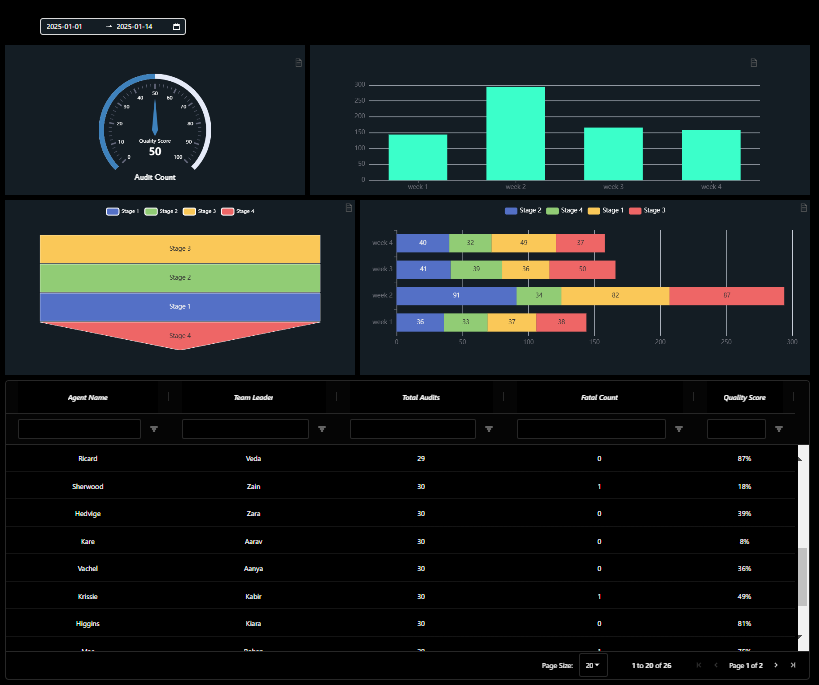 2025-01-01 → 2025-01-14
50
40 60
30 70
20 80
10 90
0 100
Quality Score
50
Audit Count
300
250
200
150
100
50
0
week 1 week 2 week 3 week 4
Stage 1 Stage 2 Stage 3 Stage 4
Stage 3
Stage 2
Stage 1
Stage 4
Stage 2 Stage 4 Stage 1 Stage 3
week 4 40 32 49 37
week 3 41 39 36 50
week 2 91 34 82 87
week 1 36 33 37 38
0 50 100 150 200 250 300
Agent Name Team Leader Total Audits Fatal Count Quality Score
Ricard Veda 29 0 87%
Sherwood Zain 30 1 18%
Hedvige Zara 30 0 39%
Kare Aarav 30 0 8%
Vachel Aanya 30 0 36%
Krissie Kabir 30 1 49%
Higgins Kiara 30 0 81%
Page Size: 20 1 to 20 of 26 Page 1 of 2